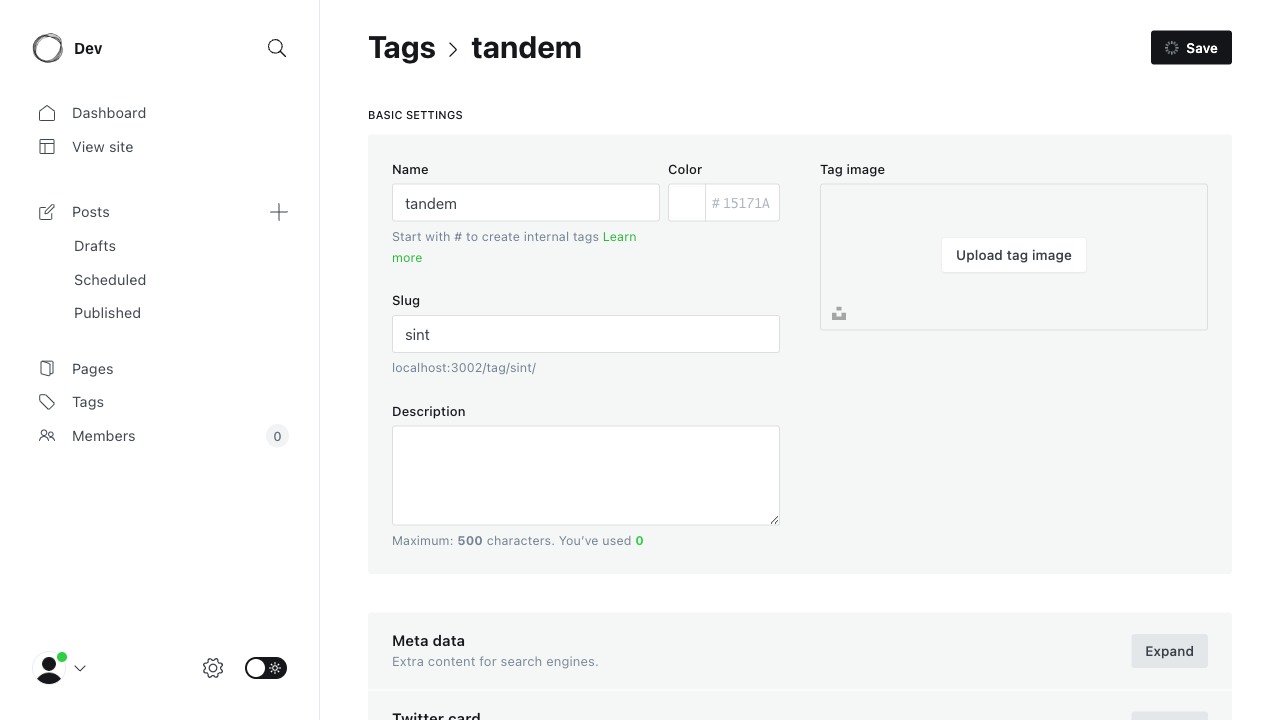 Dev
Dashboard
View site
Posts
Drafts
Scheduled
Published
Pages
Tags
Members
0
Tags > tandem
Save
BASIC SETTINGS
Name
Color
tandem
# 15171A
Start with # to create internal tags Learn
more
Slug
sint
localhost:3002/tag/sint/
Description
Maximum: 500 characters. You've used 0
Tag image
Upload tag image
Meta data
Extra content for search engines.
Expand
Twitter card